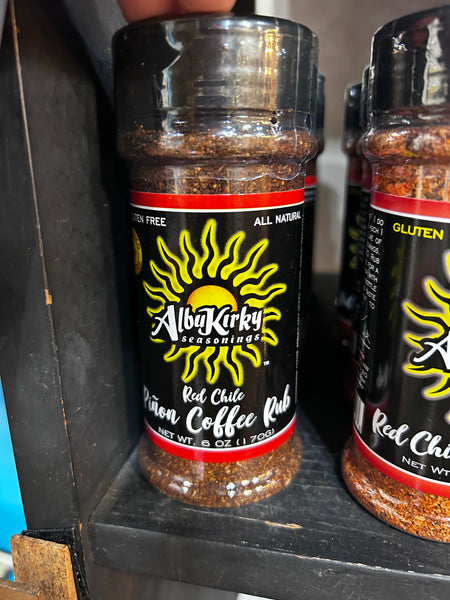 GLUTEN FREE ALL NATURAL
AlbuKirky
seasonings
TM
Red Chile
Piñon Coffee Rub
NET WT. 6 OZ (170G)
GLUTEN
Red Chi
NET W